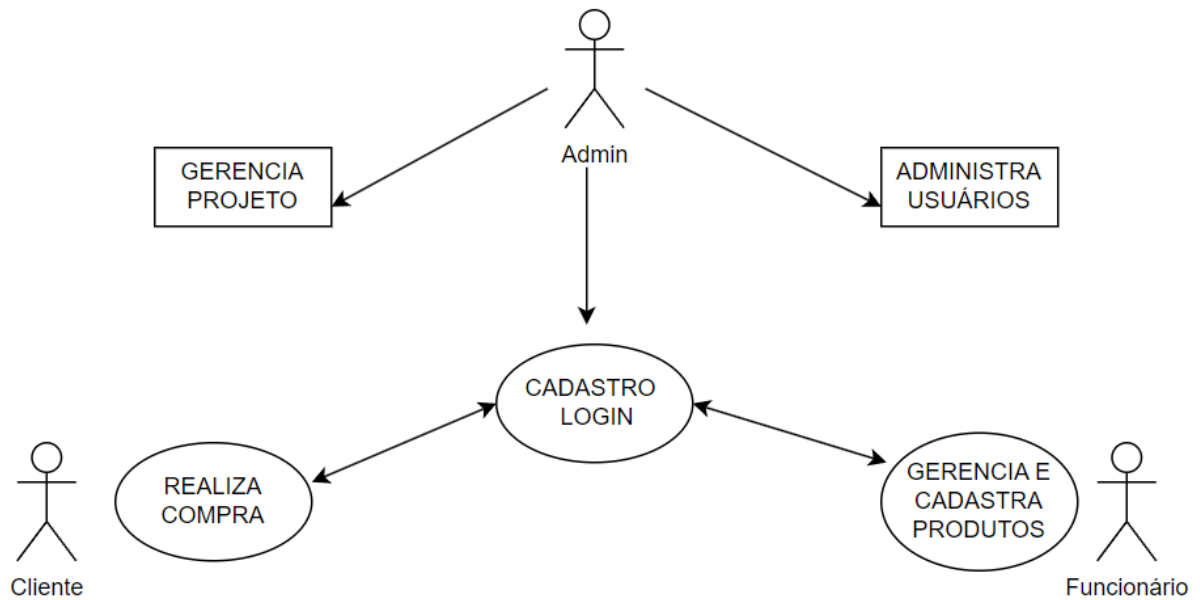 Admin
GERENCIA
PROJETO
ADMINISTRA
USUÁRIOS
CADASTRO
LOGIN
REALIZA
COMPRA
GERENCIA E
CADASTRA
PRODUTOS
Cliente
Funcionário